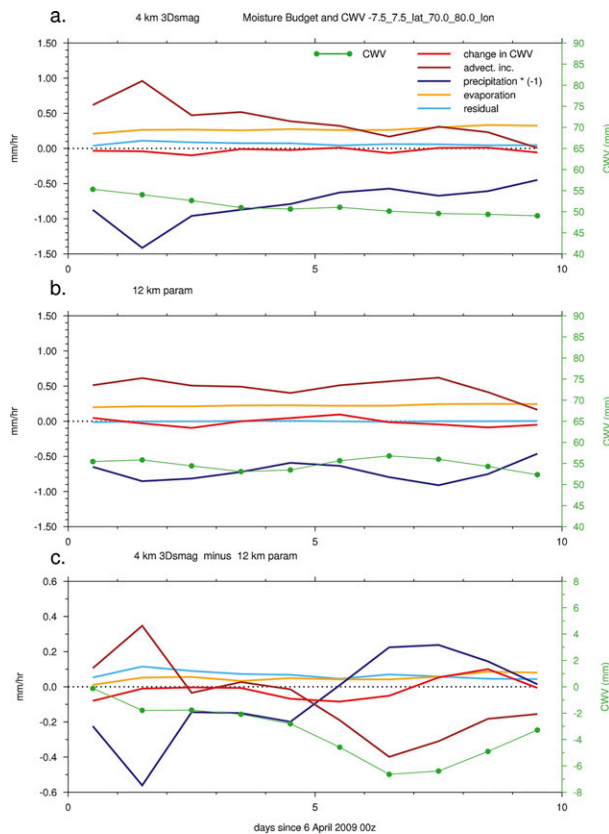 a.
4 km 3Dsmag Moisture Budget and CWV -7.5_7.5_lat_70.0_80.0_lon
1.50 90
CWV change in CWV 85
1.00 advect. inc. 80
precipitation * (-1)
0.50 evaporation 75
residual 70
mm/hr 0.00 65 CWV (mm)
60
-0.50 55
-1.00 50
45
-1.50 40
0 5 10
b.
12 km param
1.50 90
85
1.00 80
0.50 75
70
mm/hr 0.00 65 CWV (mm)
60
-0.50 55
-1.00 50
45
-1.50 40
0 5 10
c.
4 km 3Dsmag minus 12 km param
0.6 8
0.4 6
4
0.2 2
mm/hr 0.0 0 CWV (mm)
-2
-0.2 -4
-0.4 -6
-0.6 -8
0 5 10
days since 6 April 2009 00z